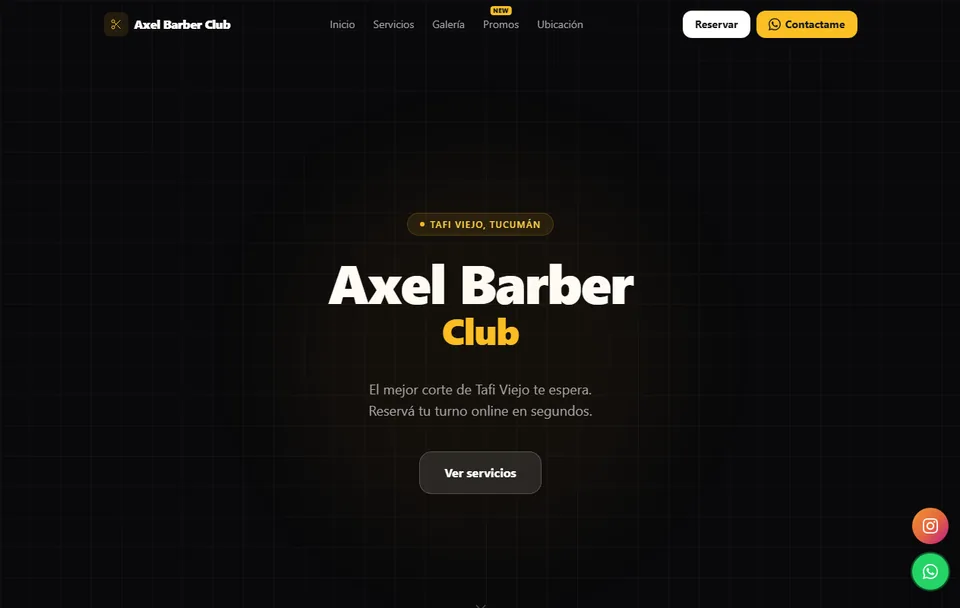 Axel Barber Club
Inicio
Servicios
Galería
NEW
Promos
Ubicación
Reservar
Contactame
TAFI VIEJO, TUCUMÁN
Axel Barber
Club
El mejor corte de Tafi Viejo te espera.
Reservá tu turno online en segundos.
Ver servicios